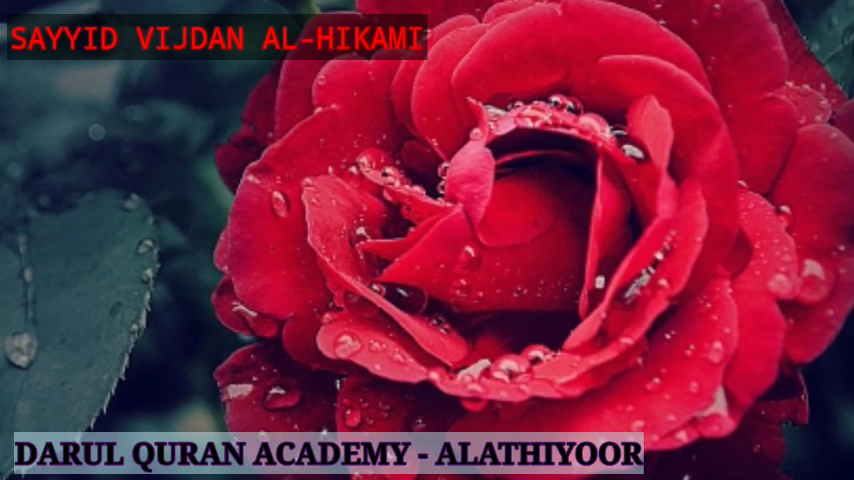 SAYYID VIJDAN AL-HIKAMI
DARUL QURAN ACADEMY - ALATHIYOOR